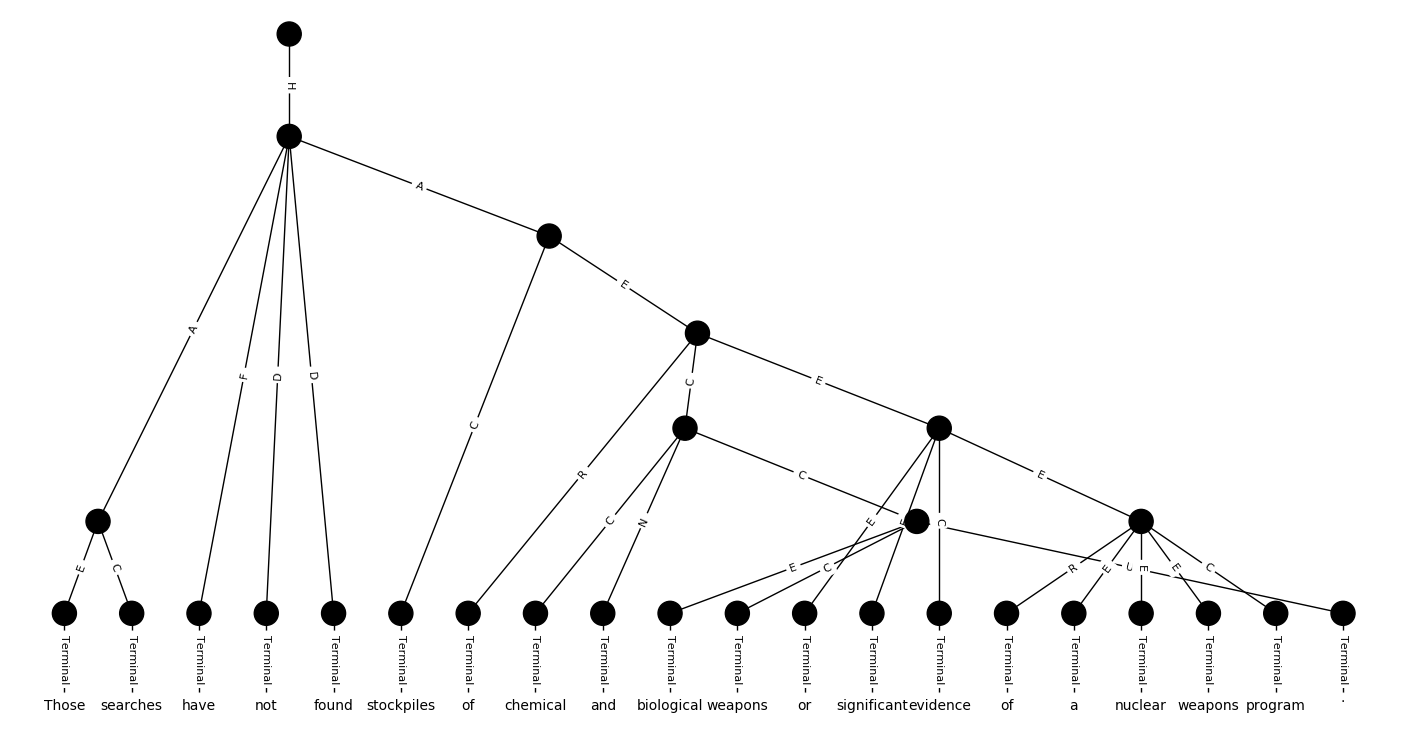 H
A
A
F
D
D
E
C
E
R
C
E
C
N
C
E
E
C
E
E
C
E
C
U
R
E
E
E
C
Terminal Terminal Terminal Terminal Terminal Terminal Terminal Terminal Terminal Terminal Terminal Terminal Terminal Terminal Terminal Terminal Terminal Terminal Terminal Terminal
Those searches have not found stockpiles of chemical and biological weapons or significant evidence of a nuclear weapons program .